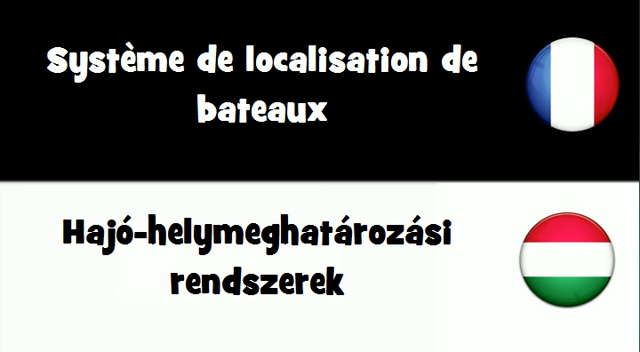 Système de localisation de
bateaux
Hajó-helymeghatározási
rendszerek